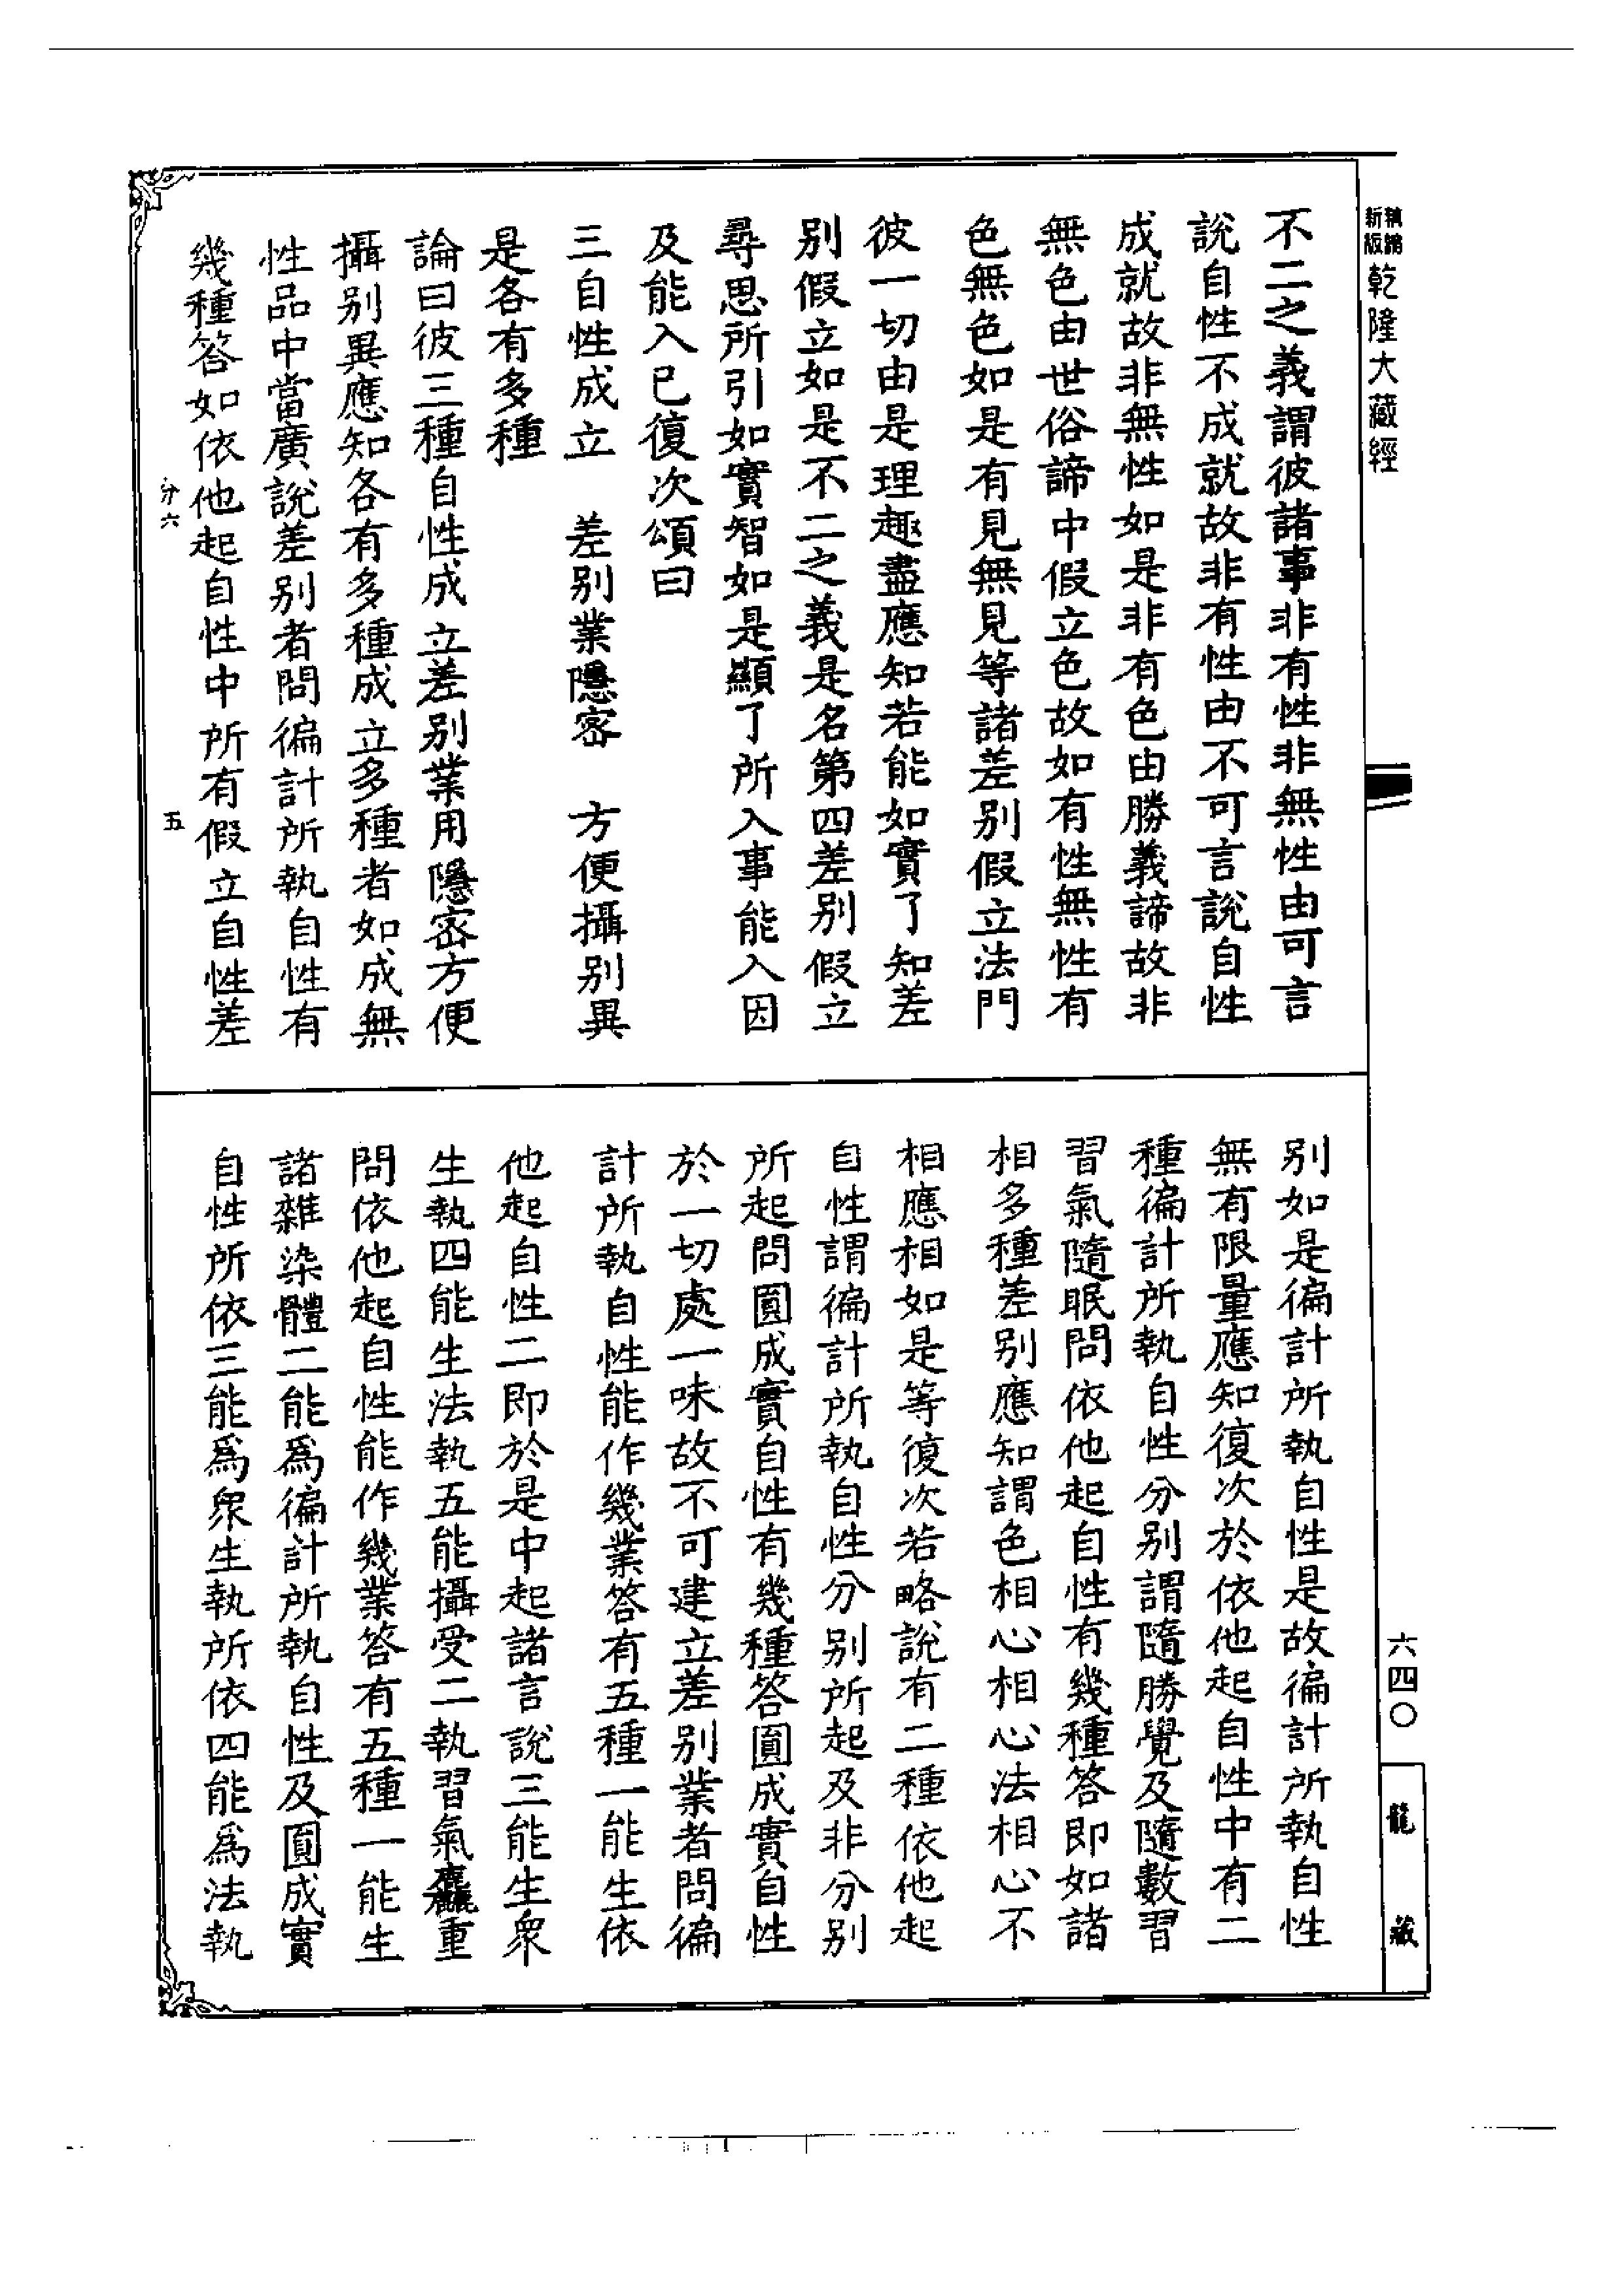 新版精縮乾隆大藏經
不二之義謂彼諸事非有性非無性由可言
說自性不成就故非有性由不可言說自性
成就故非無性如是非有色由勝義諦故非
無色由世俗諦中假立色故如有性無性有
色無色如是有見無見等諸差別假立法門
彼一切由是理趣盡應知若能如實了知差
別假立如是不二之義是名第四差別假立
尋思所引如實智如是顯了所入事能入因
及能入已復次頌曰
三自性成立　差別業隱密　方便攝別異
是各有多種
論曰彼三種自性成立差別業用隱密方便
攝別異應知各有多種成立多種者如成無
性品中當廣說差別者問徧計所執自性有
幾種答如依他起自性中所有假立自性差
分六　五
別如是徧計所執自性是故徧計所執自性
無有限量應知復次於依他起自性中有二
種徧計所執自性分別謂隨勝覺及隨數習
習氣隨眠問依他起自性有幾種答即如諸
相多種差別應知謂色相心相心法相心不
相應相如是等復次若略說有二種依他起
自性謂徧計所執自性分別所起及非分別
所起問圓成實自性有幾種答圓成實自性
於一切處一味故不可建立差別業者問徧
計所執自性能作幾業答有五種一能生依
他起自性二即於是中起諸言說三能生眾
生執四能生法執五能攝受二執習氣麤重
問依他起自性能作幾業答有五種一能生
諸雜染體二能為徧計所執自性及圓成實
自性所依三能為眾生執所依四能為法執
六四〇
龍藏